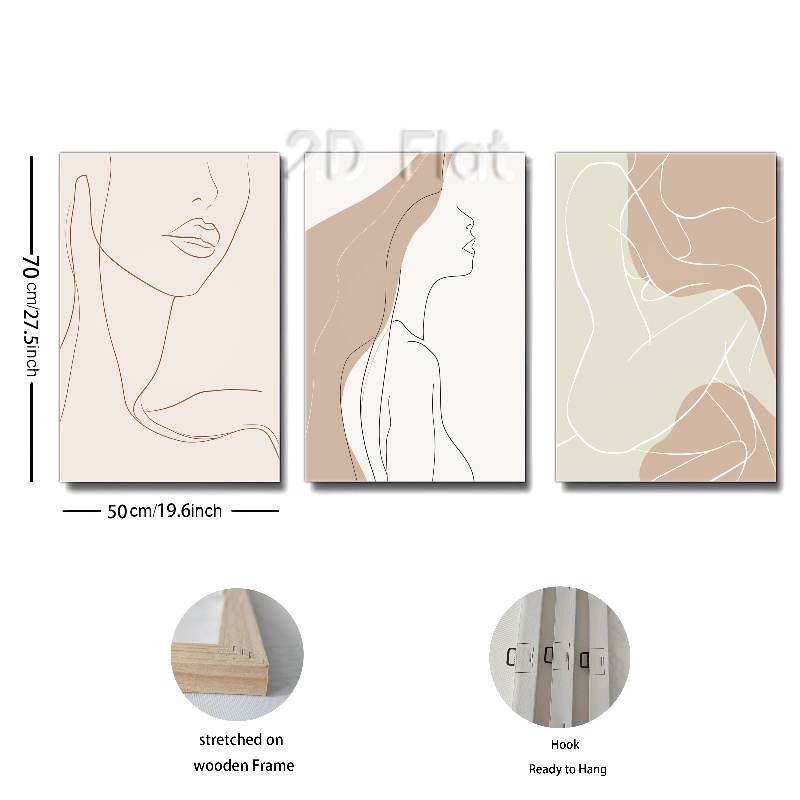 2D Flat
70 cm/27.5inch
50cm/19.6inch
stretched on
wooden Frame
Hook
Ready to Hang